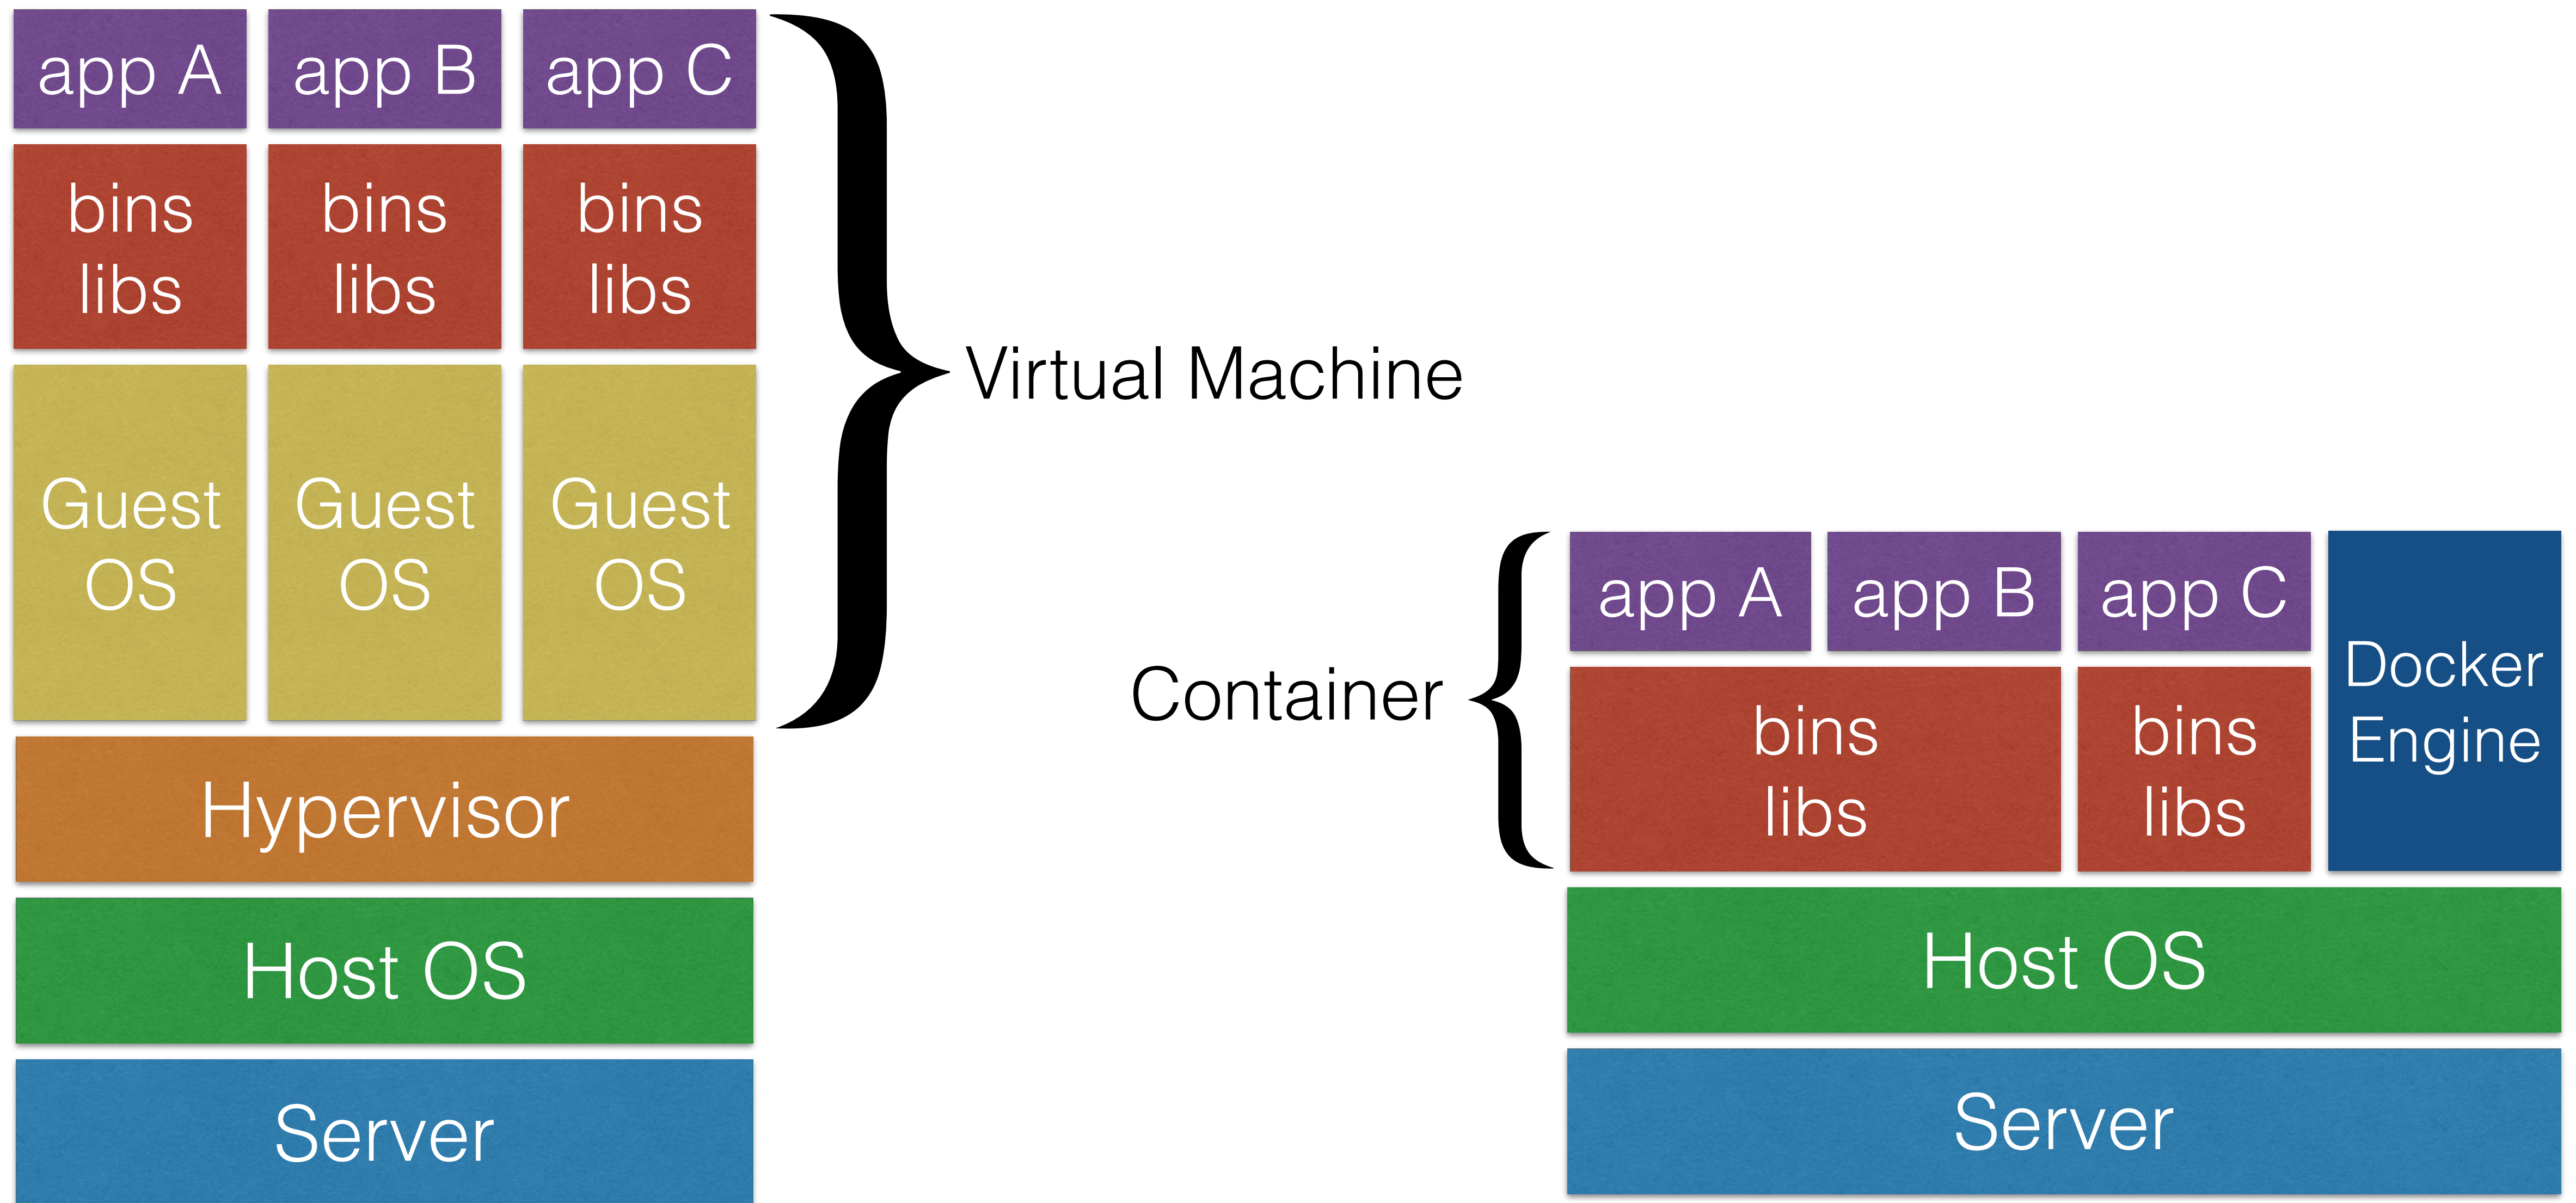 app A
app B
app C
bins
libs
bins
libs
bins
libs
Guest
OS
Guest
OS
Guest
OS
Hypervisor
Host OS
Server
Virtual Machine
Container
app A
app B
app C
bins
libs
bins
libs
Docker
Engine
Host OS
Server